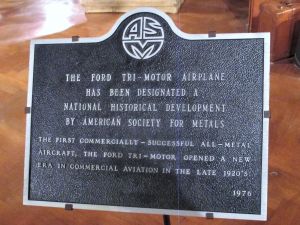 ASM
THE FORD TRI-MOTOR AIRPLANE
HAS BEEN DESIGNATED A
NATIONAL HISTORICAL DEVELOPMENT
BY AMERICAN SOCIETY FOR METALS
THE FIRST COMMERCIALLY-SUCCESSFUL ALL-METAL
AIRCRAFT, THE FORD TRI-MOTOR OPENED A NEW
ERA IN COMMERCIAL AVIATION IN THE LATE 1920'S.
1976